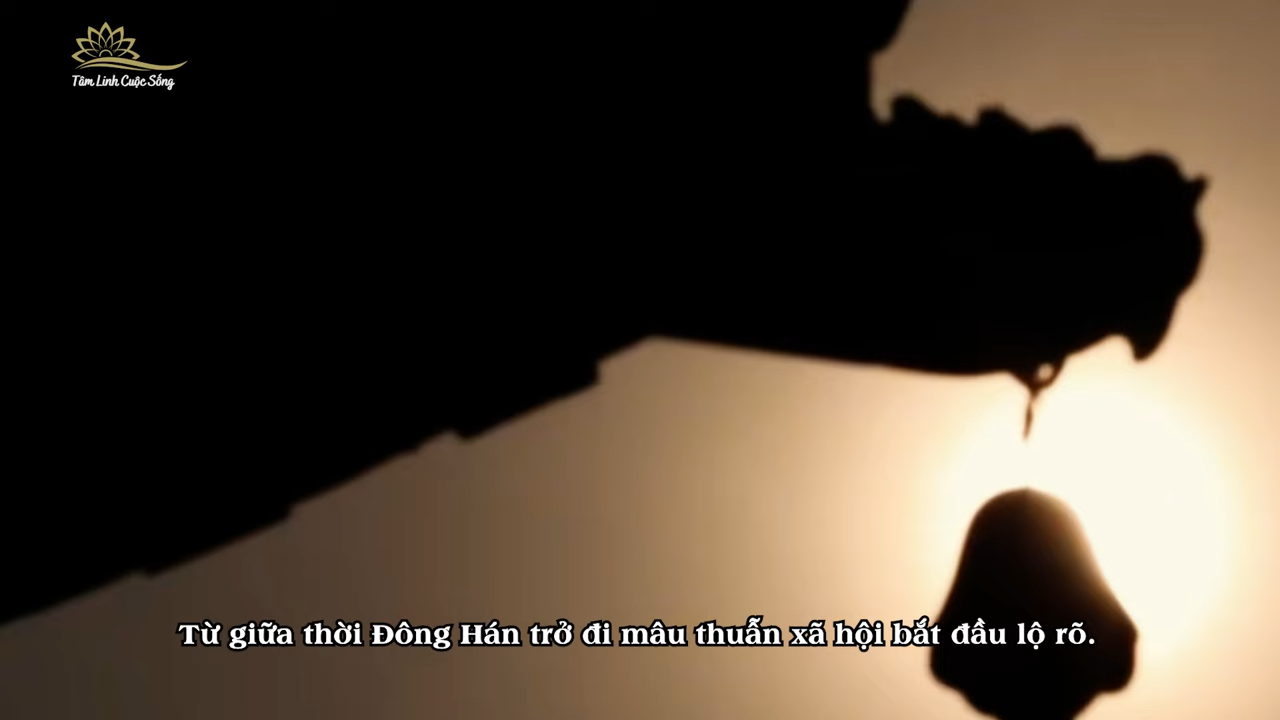 Tâm Linh Cuộc Sống
Từ giữa thời Đông Hán trở đi mâu thuẫn xã hội bắt đầu lộ rõ.